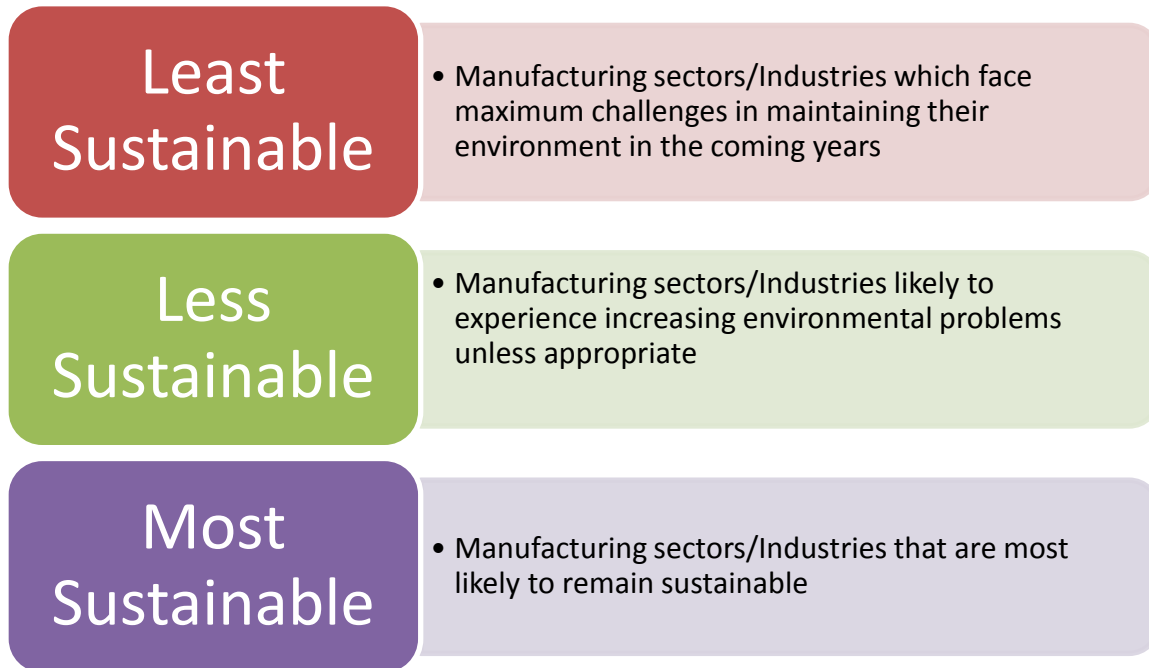 Least
Sustainable
• Manufacturing sectors/Industries which face
maximum challenges in maintaining their
environment in the coming years
Less
Sustainable
• Manufacturing sectors/Industries likely to
experience increasing environmental problems
unless appropriate
Most
Sustainable
• Manufacturing sectors/Industries that are most
likely to remain sustainable